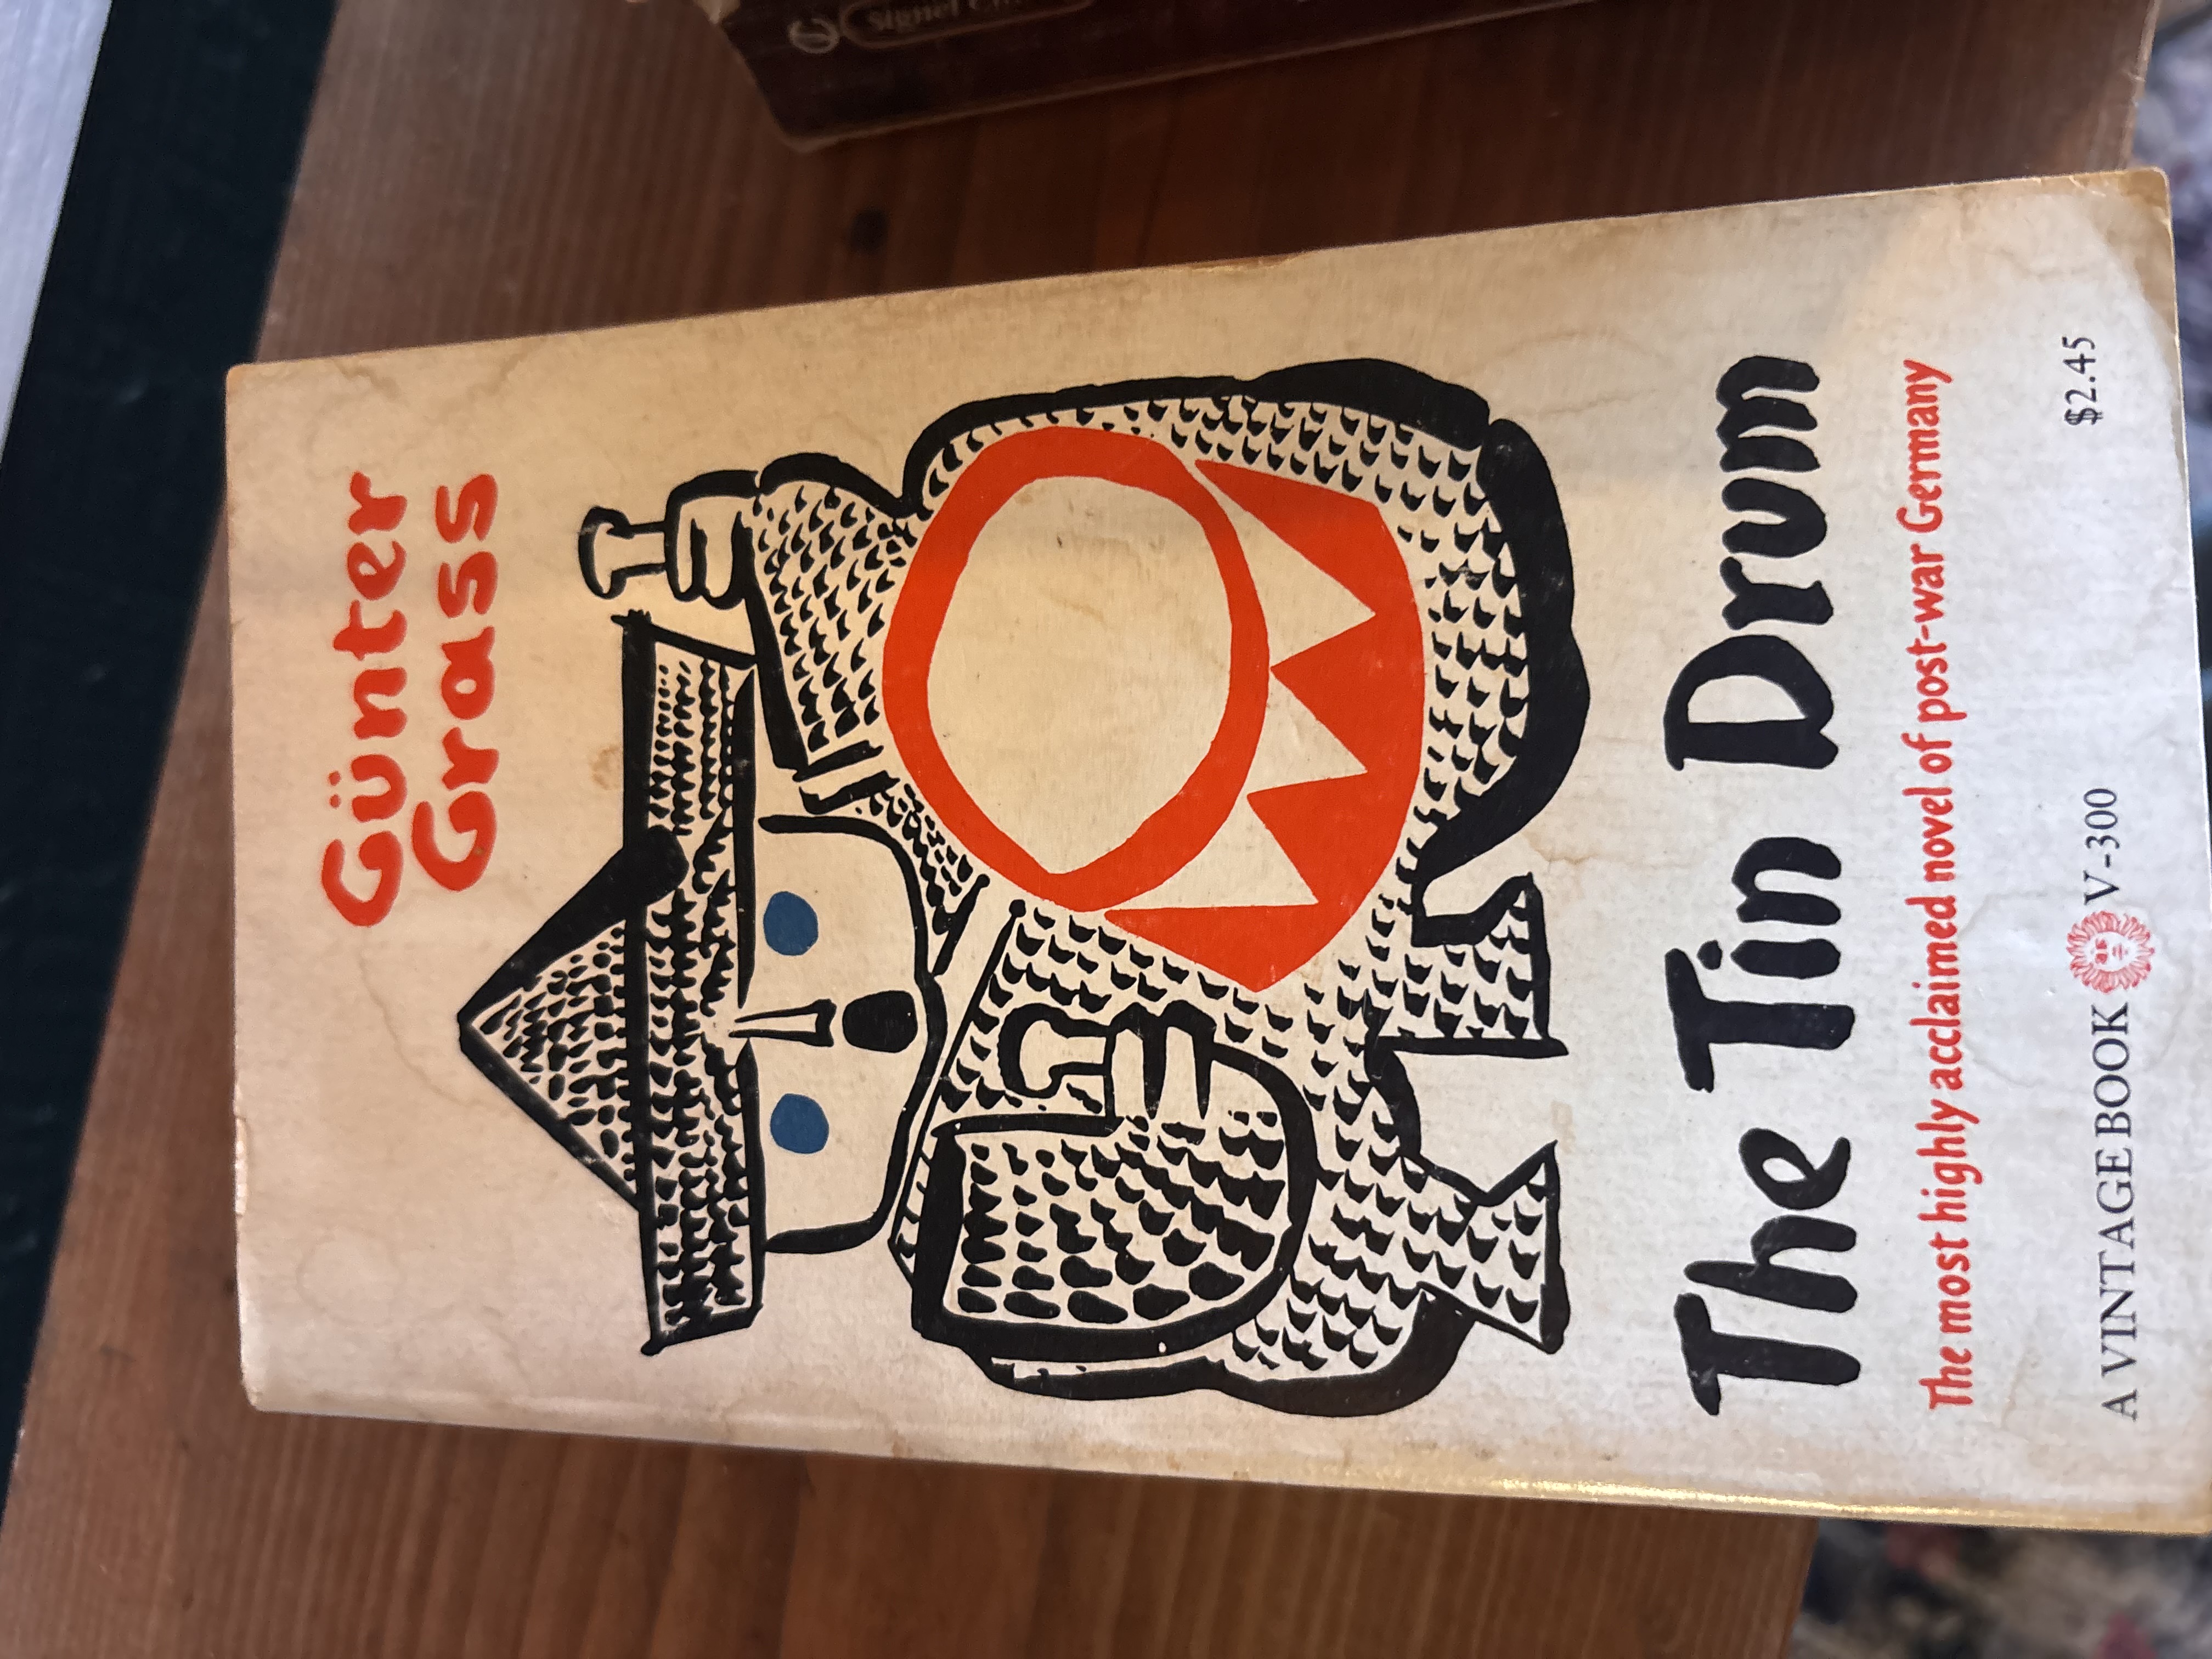 Günter
Grass
The Tin Drum
The most highly acclaimed novel of post-war Germany
A VINTAGE BOOK V-300
$2.45
Signet